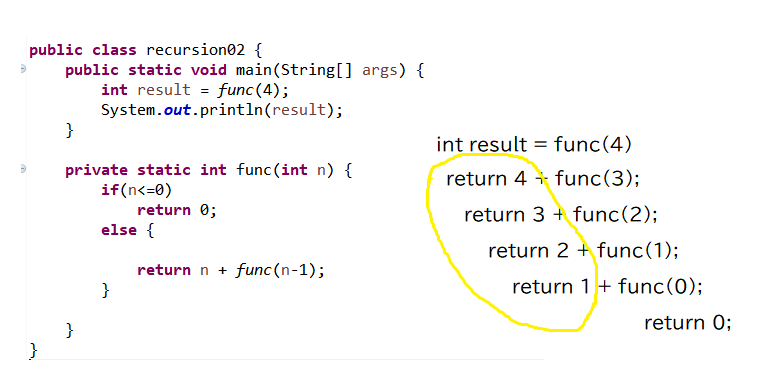 public class recursion02 {
public static void main(String[] args) {
int result = func(4);
System.out.println(result);
}
private static int func(int n) {
if(n<=0)
return 0;
else {
return n + func(n-1);
}
}
}
int result = func(4)
return 4 + func(3);
return 3 + func(2);
return 2 + func(1);
return 1 + func(0);
return 0;